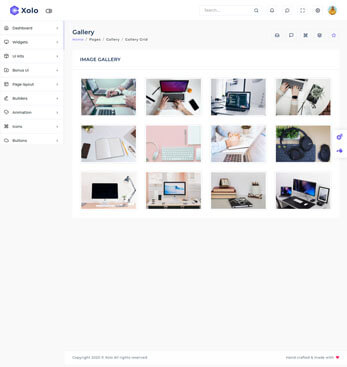 Xolo
Search...
Dashboard
Widgets
Ui kits
Bonus ui
Page layout
Builders
Animation
Icons
Buttons
Gallery
Home / Pages / Gallery / Gallery Grid
IMAGE GALLERY
Copyright 2020 © Xolo All rights reserved.
Hand crafted & made with